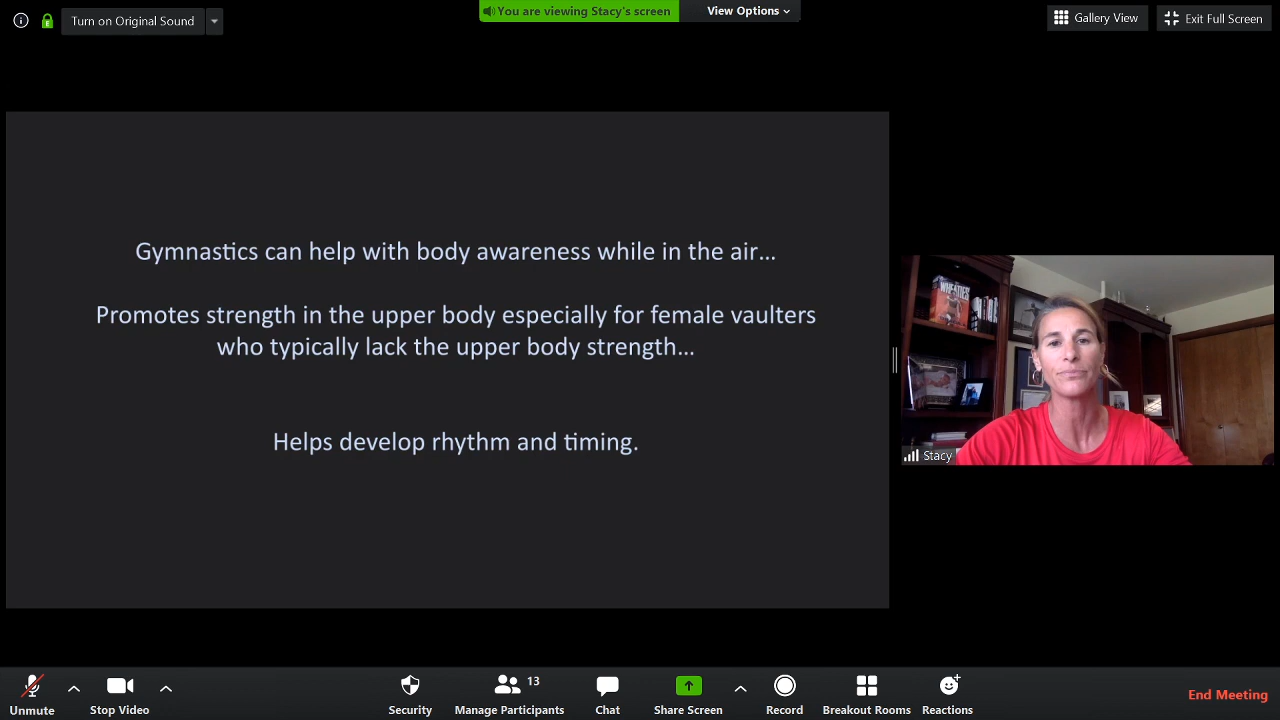 Turn on Original Sound
You are viewing Stacy's screen
View Options
Gallery View
Exit Full Screen
Gymnastics can help with body awareness while in the air...
Promotes strength in the upper body especially for female vaulters
who typically lack the upper body strength...
Helps develop rhythm and timing.
WHEATIES
Stacy
Unmute
Stop Video
Security
13
Manage Participants
Chat
Share Screen
Record
Breakout Rooms
Reactions
End Meeting